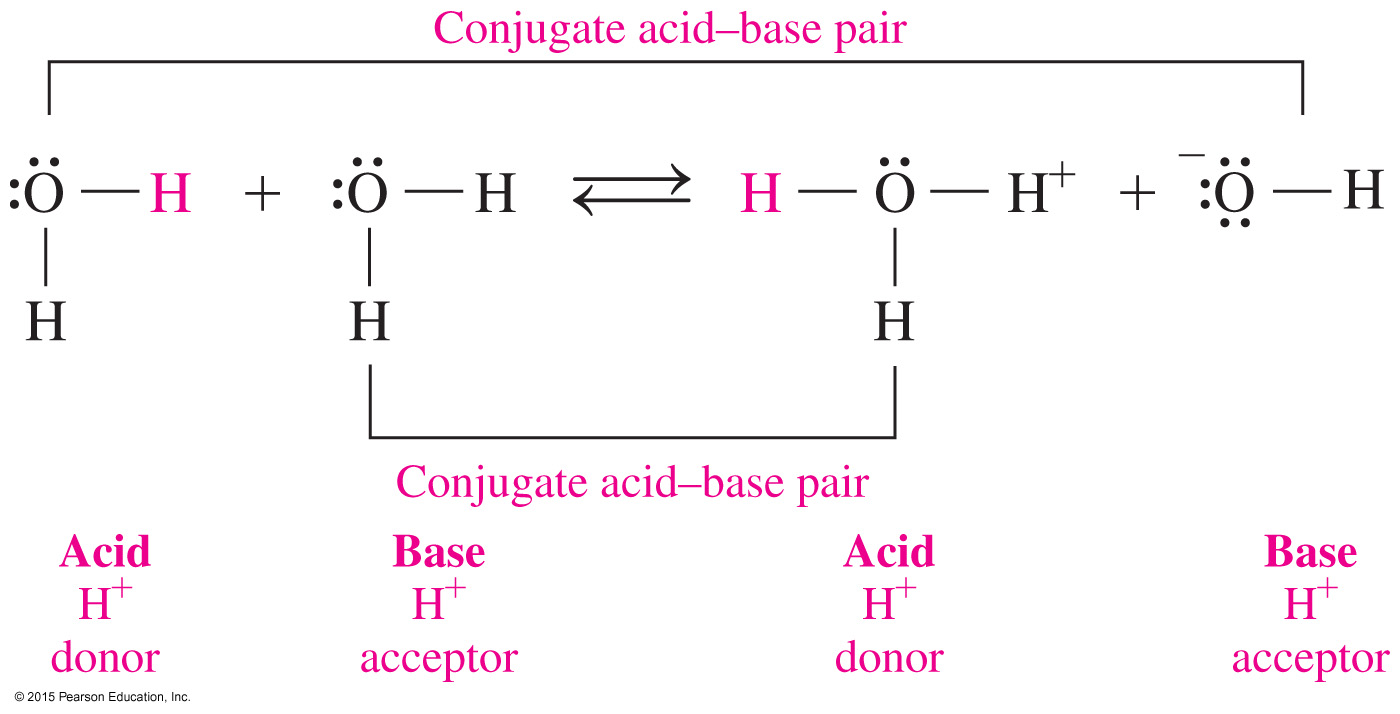 Conjugate acid–base pair
:Ö — H + :Ö — H ⇌ H — Ö — H⁺ + ⁻:Ö̤ — H
H H H
Conjugate acid–base pair
Acid Base Acid Base
H⁺ H⁺ H⁺ H⁺
donor acceptor donor acceptor
© 2015 Pearson Education, Inc.